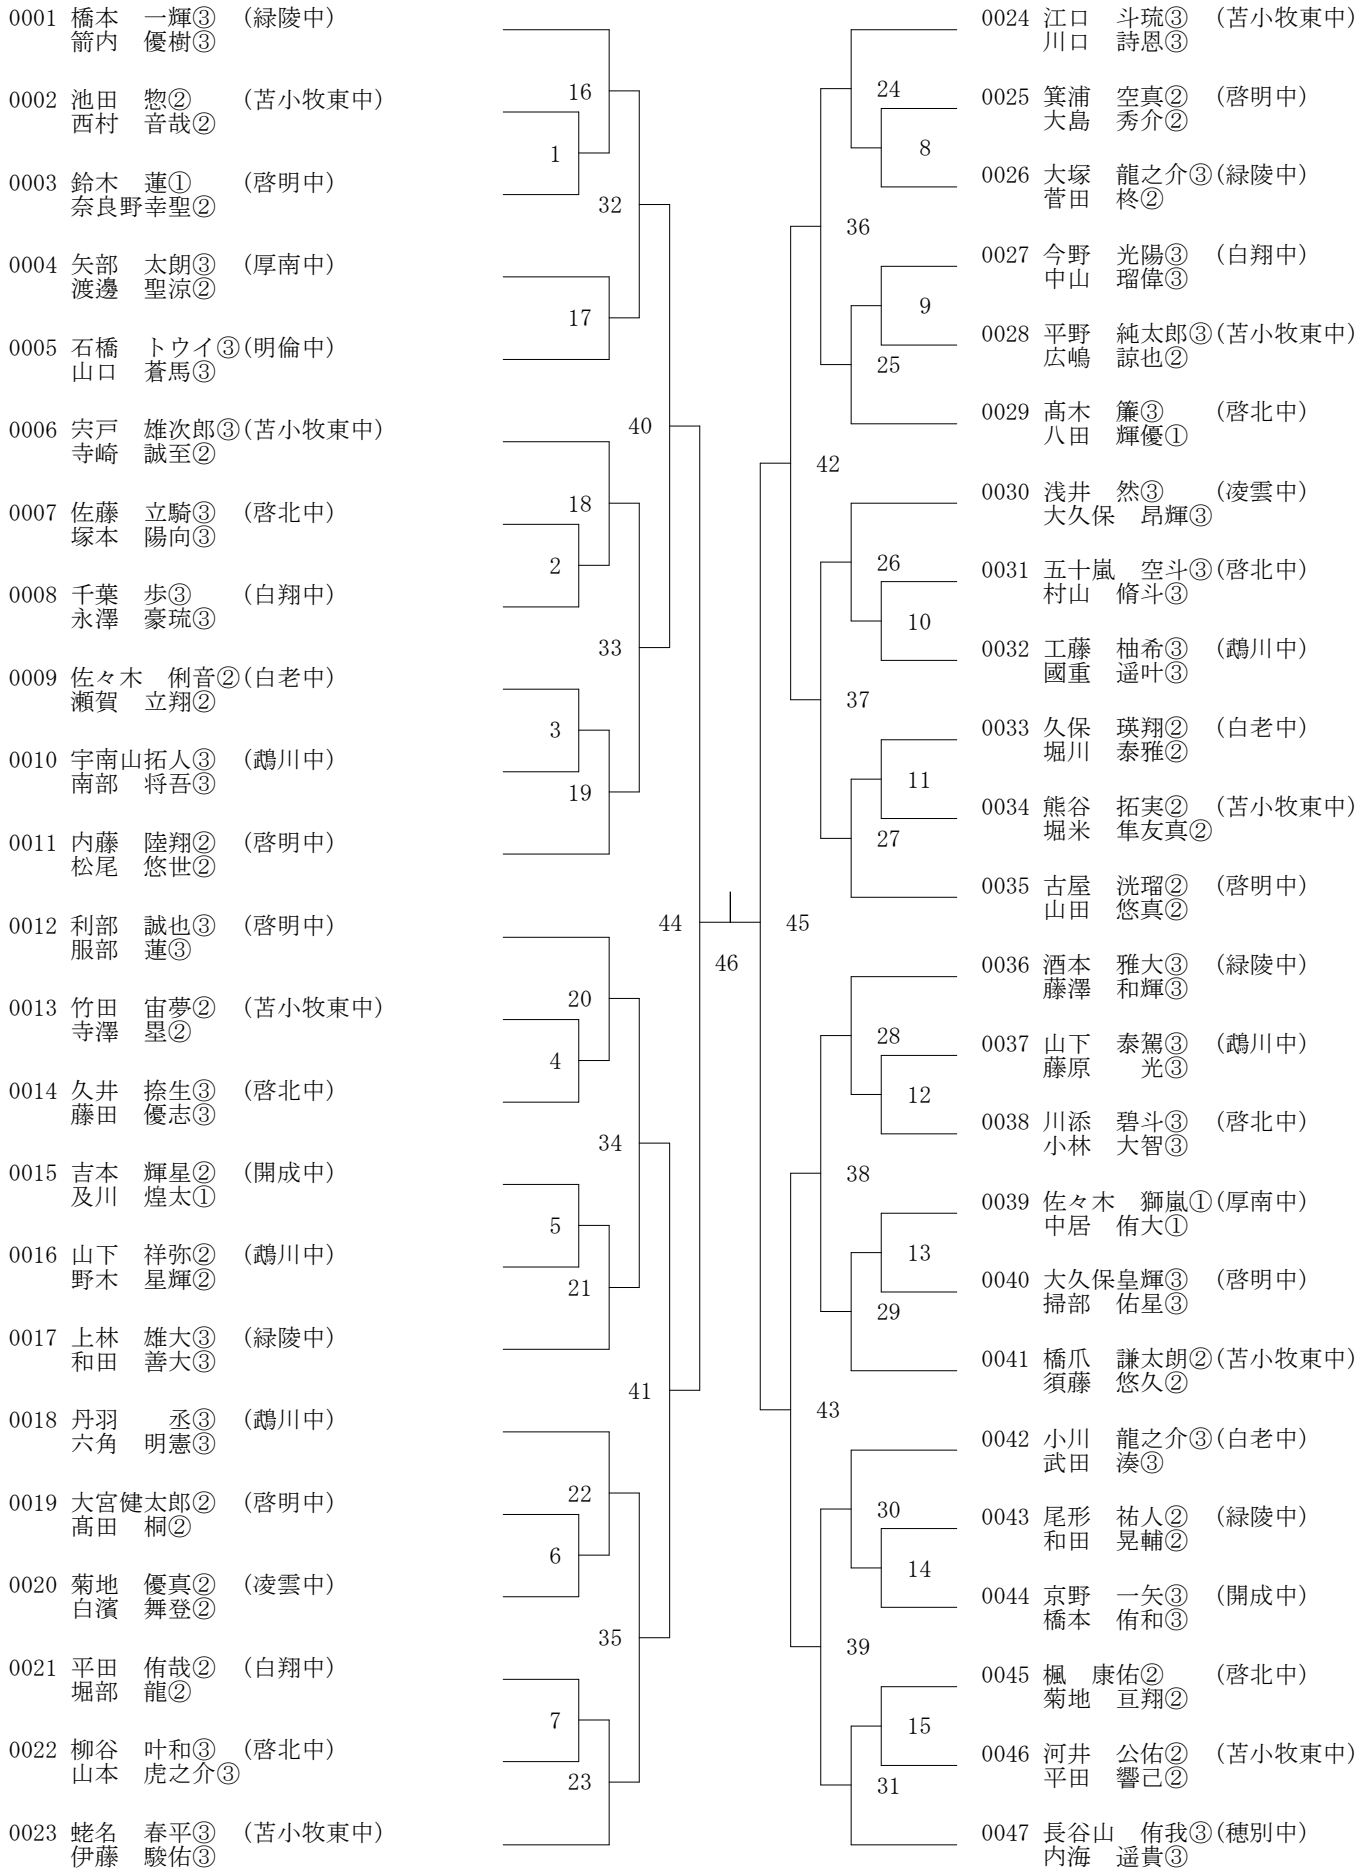 0001 橋本　一輝③　(緑陵中)
箭内　優樹③
0002 池田　惣②　　(苫小牧東中)
西村　音哉②
0003 鈴木　蓮①　　(啓明中)
奈良野幸聖②
0004 矢部　太朗③　(厚南中)
渡邊　聖涼②
0005 石橋　トウイ③(明倫中)
山口　蒼馬③
0006 宍戸　雄次郎③(苫小牧東中)
寺崎　誠至②
0007 佐藤　立騎③　(啓北中)
塚本　陽向③
0008 千葉　歩③　　(白翔中)
永澤　豪琉③
0009 佐々木　俐音②(白老中)
瀬賀　立翔②
0010 宇南山拓人③　(鵡川中)
南部　将吾③
0011 内藤　陸翔②　(啓明中)
松尾　悠世②
0012 利部　誠也③　(啓明中)
服部　蓮③
0013 竹田　宙夢②　(苫小牧東中)
寺澤　塁②
0014 久井　捺生③　(啓北中)
藤田　優志③
0015 吉本　輝星②　(開成中)
及川　煌太①
0016 山下　祥弥②　(鵡川中)
野木　星輝②
0017 上林　雄大③　(緑陵中)
和田　善大③
0018 丹羽　　丞③　(鵡川中)
六角　明憲③
0019 大宮健太郎②　(啓明中)
髙田　桐②
0020 菊地　優真②　(凌雲中)
白濱　舞登②
0021 平田　侑哉②　(白翔中)
堀部　龍②
0022 柳谷　叶和③　(啓北中)
山本　虎之介③
0023 蛯名　春平③　(苫小牧東中)
伊藤　駿佑③
16
1
32
17
40
18
2
33
3
19
44
20
4
34
5
21
41
22
6
35
7
23
46
24
8
36
9
25
42
26
10
37
11
27
45
28
12
38
13
29
43
30
14
39
15
31
0024 江口　斗琉③　(苫小牧東中)
川口　詩恩③
0025 箕浦　空真②　(啓明中)
大島　秀介②
0026 大塚　龍之介③(緑陵中)
菅田　柊②
0027 今野　光陽③　(白翔中)
中山　瑠偉③
0028 平野　純太郎③(苫小牧東中)
広嶋　諒也②
0029 髙木　簾③　　(啓北中)
八田　輝優①
0030 浅井　然③　　(凌雲中)
大久保　昂輝③
0031 五十嵐　空斗③(啓北中)
村山　脩斗③
0032 工藤　柚希③　(鵡川中)
國重　遥叶③
0033 久保　瑛翔②　(白老中)
堀川　泰雅②
0034 熊谷　拓実②　(苫小牧東中)
堀米　隼友真②
0035 古屋　洸瑠②　(啓明中)
山田　悠真②
0036 酒本　雅大③　(緑陵中)
藤澤　和輝③
0037 山下　泰駕③　(鵡川中)
藤原　　光③
0038 川添　碧斗③　(啓北中)
小林　大智③
0039 佐々木　獅嵐①(厚南中)
中居　侑大①
0040 大久保皇輝③　(啓明中)
掃部　佑星③
0041 橋爪　謙太朗②(苫小牧東中)
須藤　悠久②
0042 小川　龍之介③(白老中)
武田　湊③
0043 尾形　祐人②　(緑陵中)
和田　晃輔②
0044 京野　一矢③　(開成中)
橋本　侑和③
0045 楓　康佑②　　(啓北中)
菊地　亘翔②
0046 河井　公佑②　(苫小牧東中)
平田　響己②
0047 長谷山　侑我③(穂別中)
内海　遥貴③